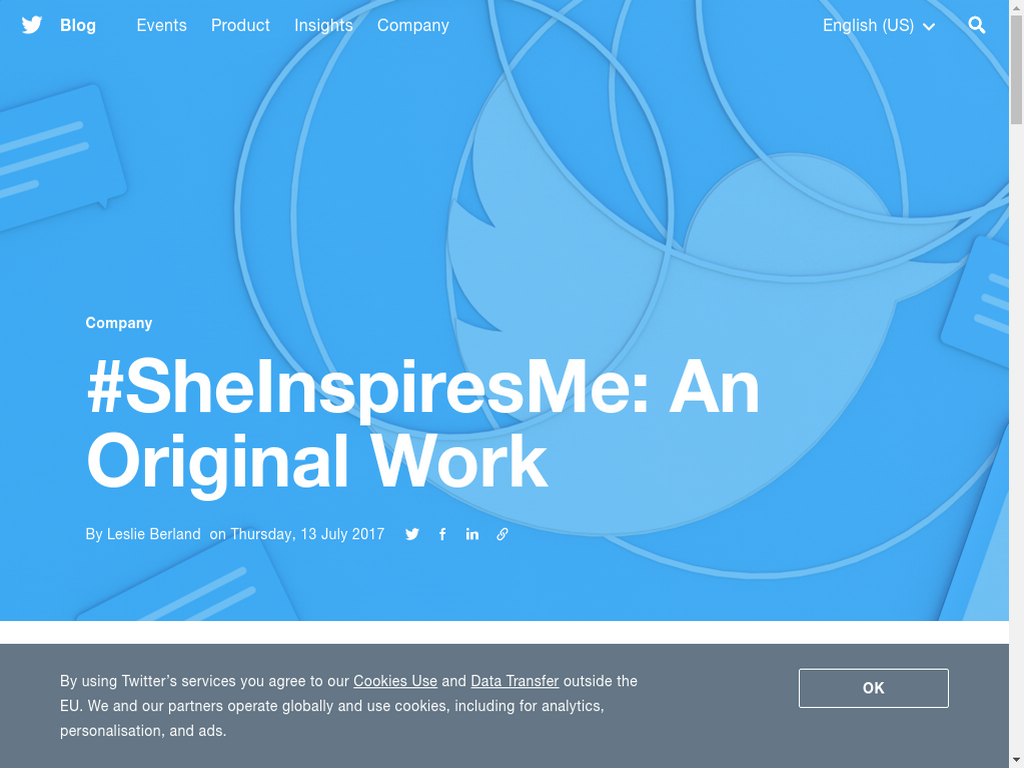 Blog Events Product Insights Company English (US)
Company
#SheInspiresMe: An
Original Work
By Leslie Berland on Thursday, 13 July 2017
By using Twitter’s services you agree to our Cookies Use and Data Transfer outside the
EU. We and our partners operate globally and use cookies, including for analytics,
personalisation, and ads.
OK